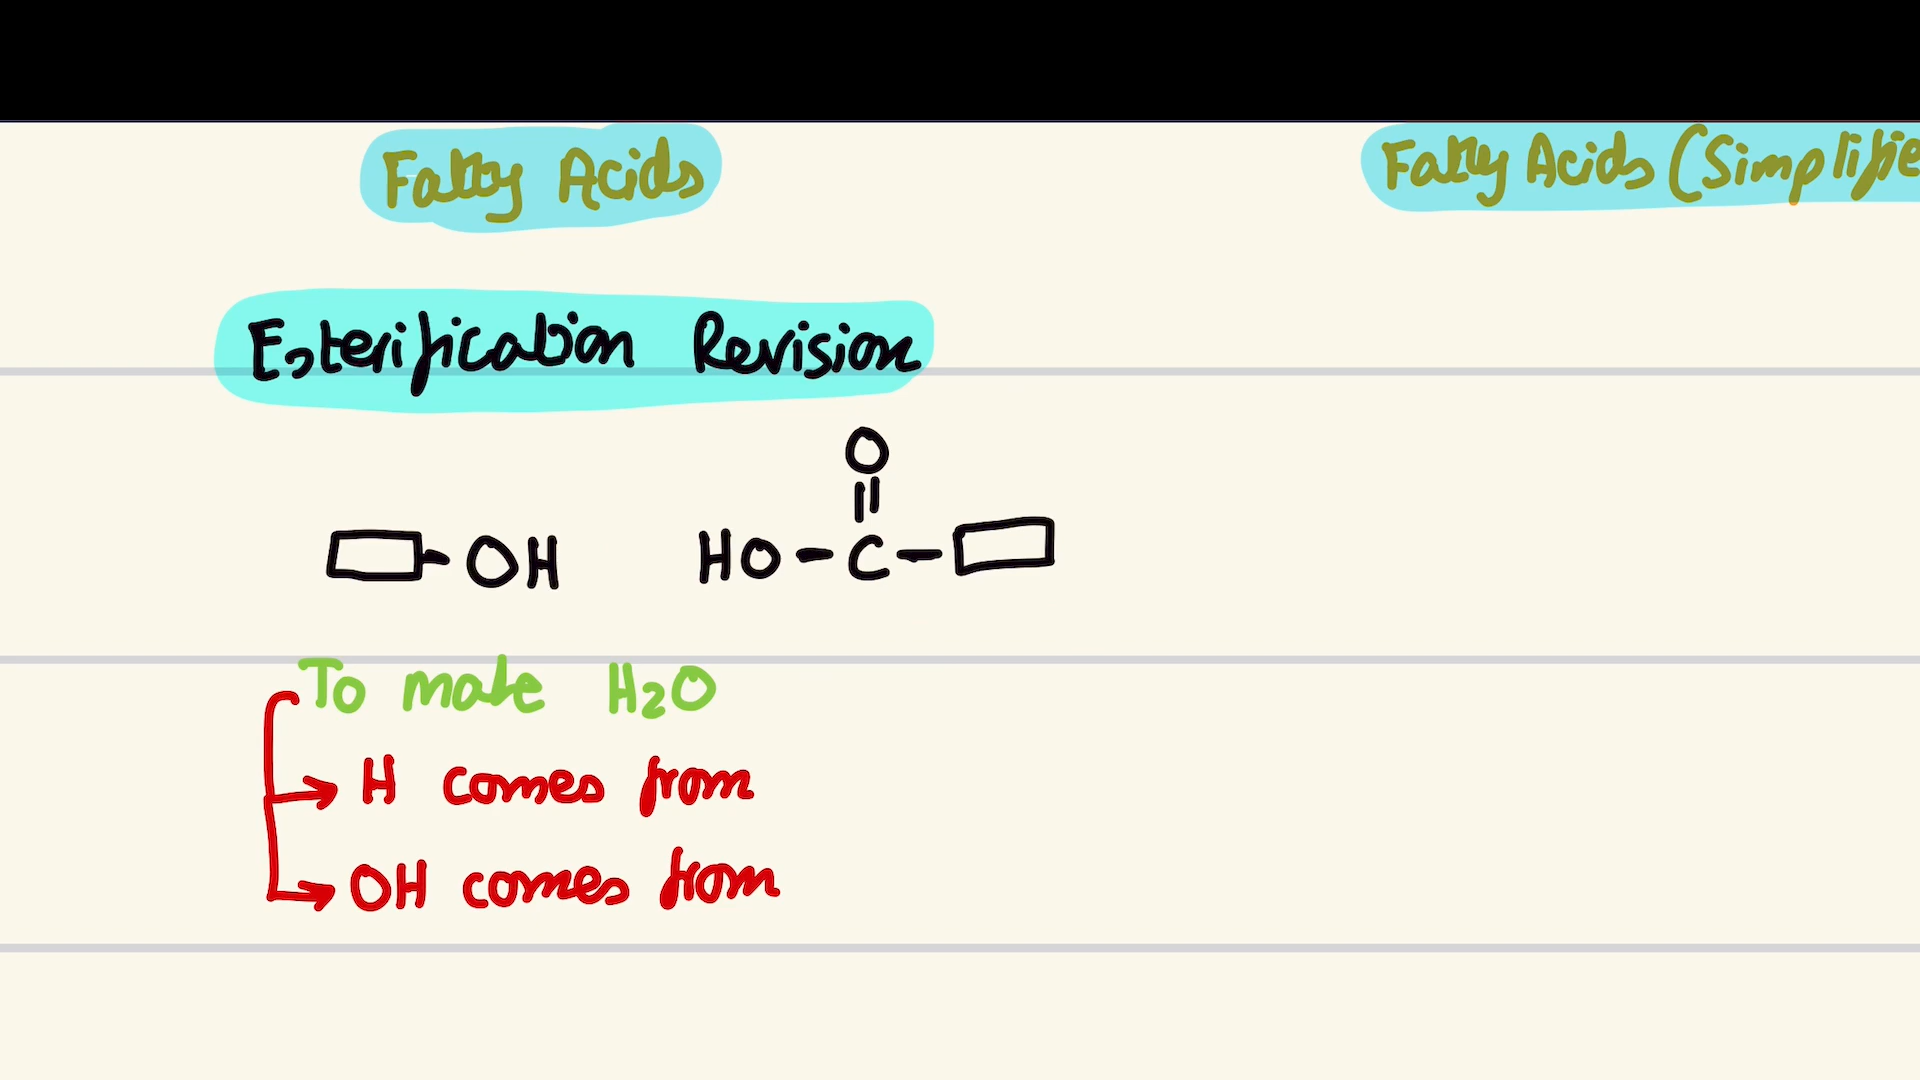 Fatty Acids
Fatty Acids (Simplifie
Esterification Revision
O
OH HO-C-
To make H2O
H comes from
OH comes from